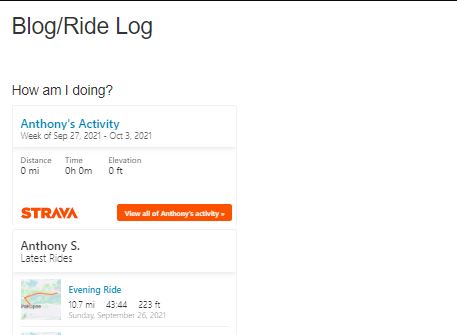 Blog/Ride Log
How am I doing?
Anthony's Activity
Week of Sep 27, 2021 - Oct 3, 2021
Distance Time Elevation
0 mi 0h 0m 0 ft
STRAVA View all of Anthony's activity »
Anthony S.
Latest Rides
Evening Ride
10.7 mi 43:44 223 ft
Sunday, September 26, 2021